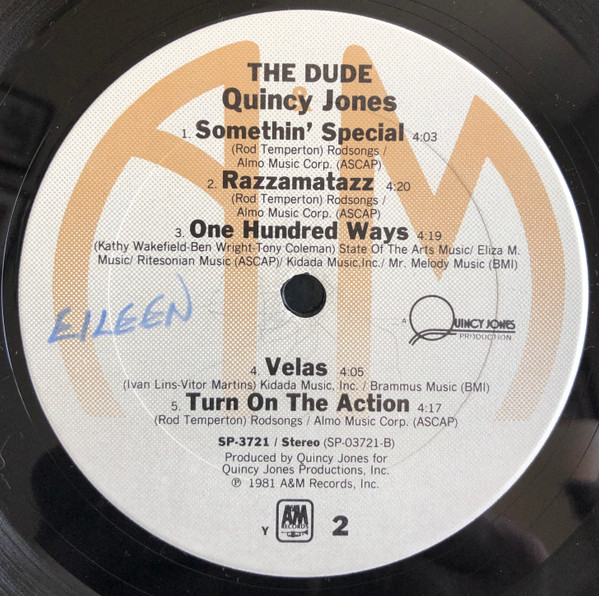 THE DUDE
Quincy Jones
1. Somethin' Special 4:03
(Rod Temperton) Rodsongs /
Almo Music Corp. (ASCAP)
2. Razzamatazz 4:20
(Rod Temperton) Rodsongs /
Almo Music Corp. (ASCAP)
3. One Hundred Ways 4:19
(Kathy Wakefield-Ben Wright-Tony Coleman) State Of The Arts Music/ Eliza M.
Music/ Ritesonian Music (ASCAP)/ Kidada Music,Inc./ Mr. Melody Music (BMI)
EILEEN
A QUINCY JONES
PRODUCTION
4. Velas 4:05
(Ivan Lins-Vitor Martins) Kidada Music, Inc. / Brammus Music (BMI)
5. Turn On The Action 4:17
(Rod Temperton) Rodsongs / Almo Music Corp. (ASCAP)
SP-3721 / Stereo (SP-03721-B)
Produced by Quincy Jones for
Quincy Jones Productions, Inc.
℗ 1981 A&M Records, Inc.
Y A&M RECORDS 2
A&M